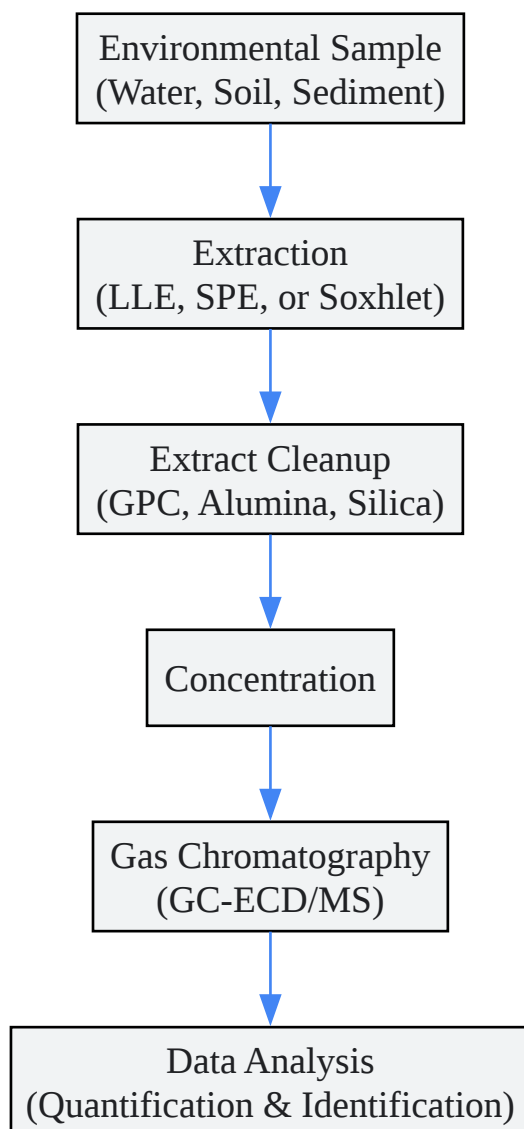 Environmental Sample
(Water, Soil, Sediment)
Extraction
(LLE, SPE, or Soxhlet)
Extract Cleanup
(GPC, Alumina, Silica)
Concentration
Gas Chromatography
(GC-ECD/MS)
Data Analysis
(Quantification & Identification)